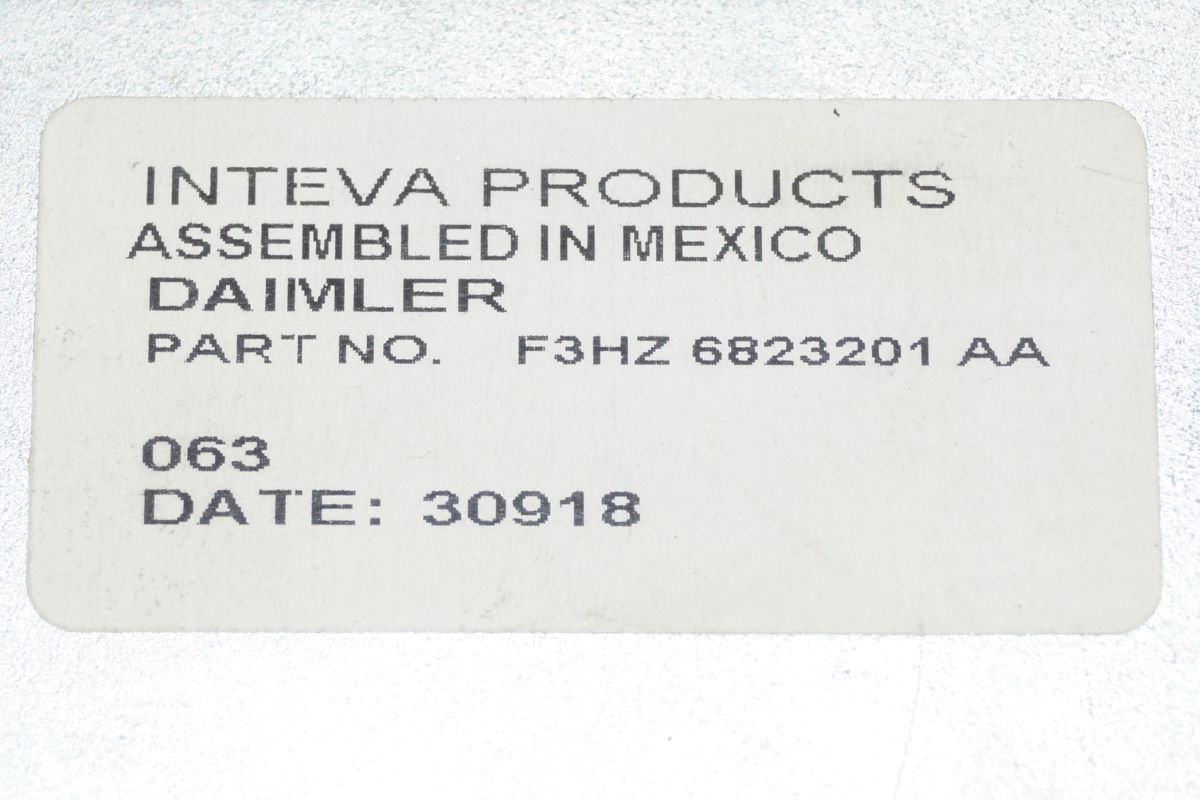 INTEVA PRODUCTS
ASSEMBLED IN MEXICO
DAIMLER
PART NO. F3HZ 6823201 AA
063
DATE: 30918